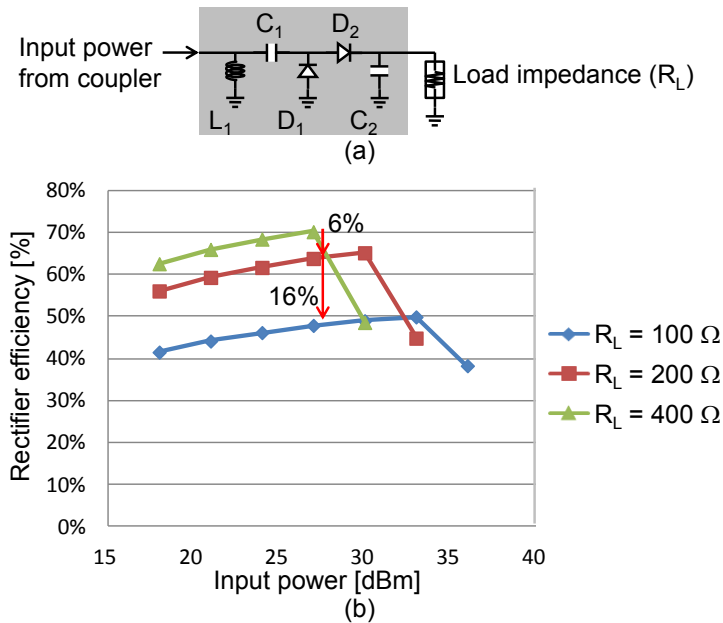 Input power
from coupler
C1
D2
L1
D1
C2
Load impedance (RL)
(a)
Rectifier efficiency [%]
80%
70%
60%
50%
40%
30%
20%
10%
0%
6%
16%
RL = 100 Ω
RL = 200 Ω
RL = 400 Ω
15 20 25 30 35 40
Input power [dBm]
(b)